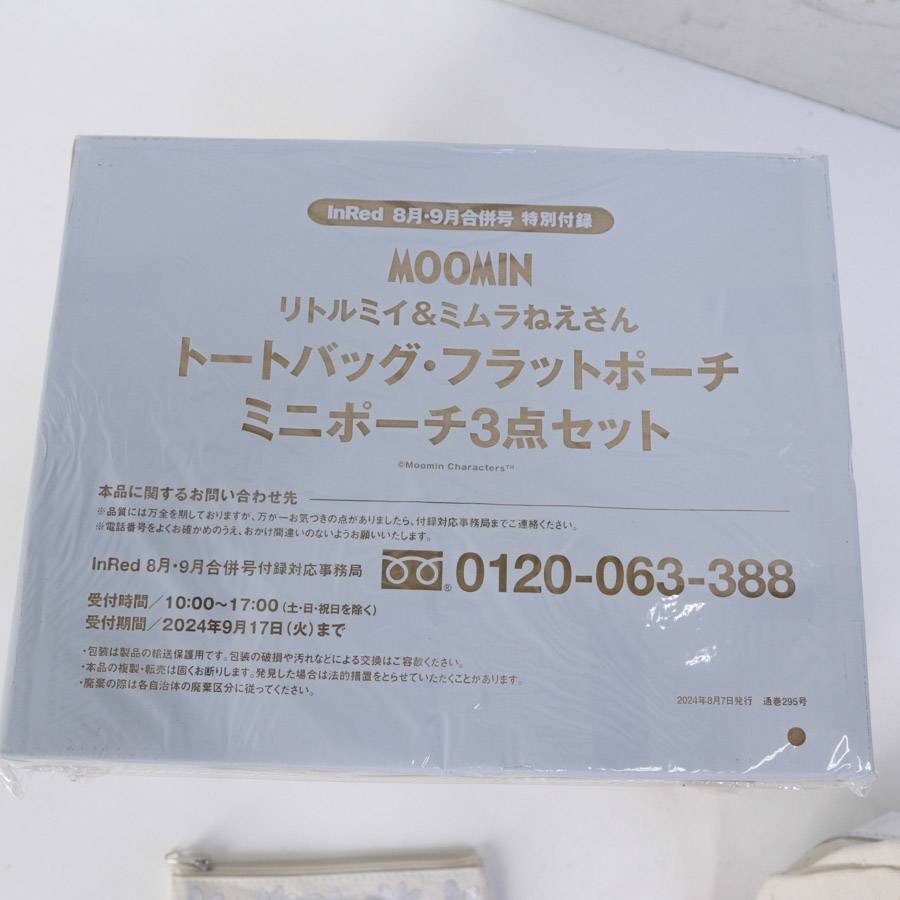 InRed 8月・9月合併号 特別付録
MOOMIN
リトルミイ&ミムラねえさん
トートバッグ・フラットポーチ
ミニポーチ3点セット
©Moomin Characters™
本品に関するお問い合わせ先
※品質には万全を期しておりますが、万が一お気づきの点がありましたら、付録対応事務局までご連絡ください。
※電話番号をよくお確かめのうえ、おかけ間違いのないようお願いいたします。
InRed 8月・9月合併号付録対応事務局 ® 0120-063-388
受付時間/10:00〜17:00(土・日・祝日を除く)
受付期間/2024年9月17日(火)まで
・包装は製品の輸送保護用です。包装の破損や汚れなどによる交換はご容赦ください。
・本品の複製・転売は固くお断りします。発見した場合は法的措置をとらせていただくことがあります。
・廃棄の際は各自治体の廃棄区分に従ってください。
2024年8月7日発行 通巻295号